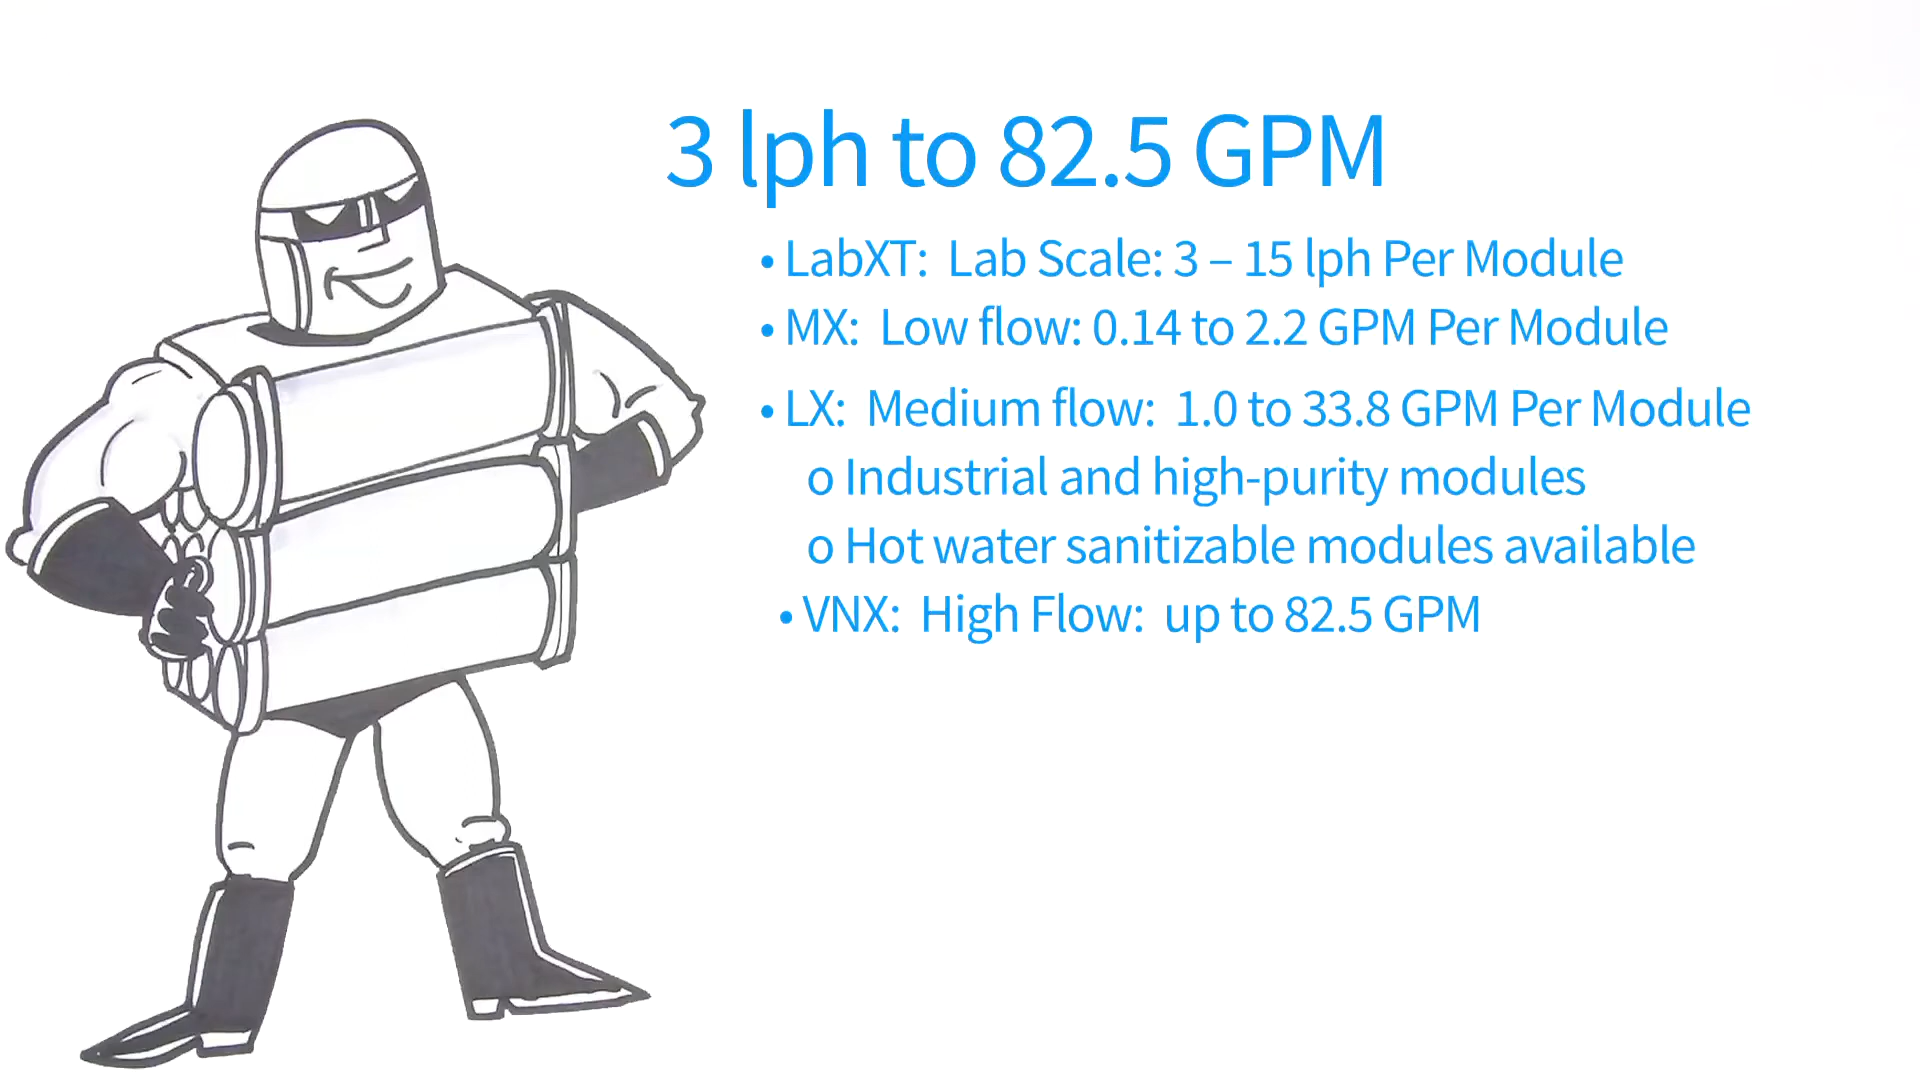 3 lph to 82.5 GPM
• LabXT: Lab Scale: 3 – 15 lph Per Module
• MX: Low flow: 0.14 to 2.2 GPM Per Module
• LX: Medium flow: 1.0 to 33.8 GPM Per Module
o Industrial and high-purity modules
o Hot water sanitizable modules available
• VNX: High Flow: up to 82.5 GPM